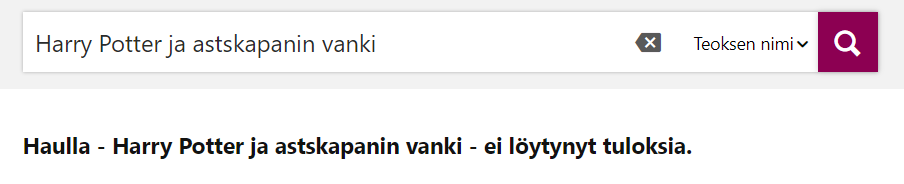 Harry Potter ja astskapanin vanki Teoksen nimi
Haulla - Harry Potter ja astskapanin vanki - ei löytynyt tuloksia.